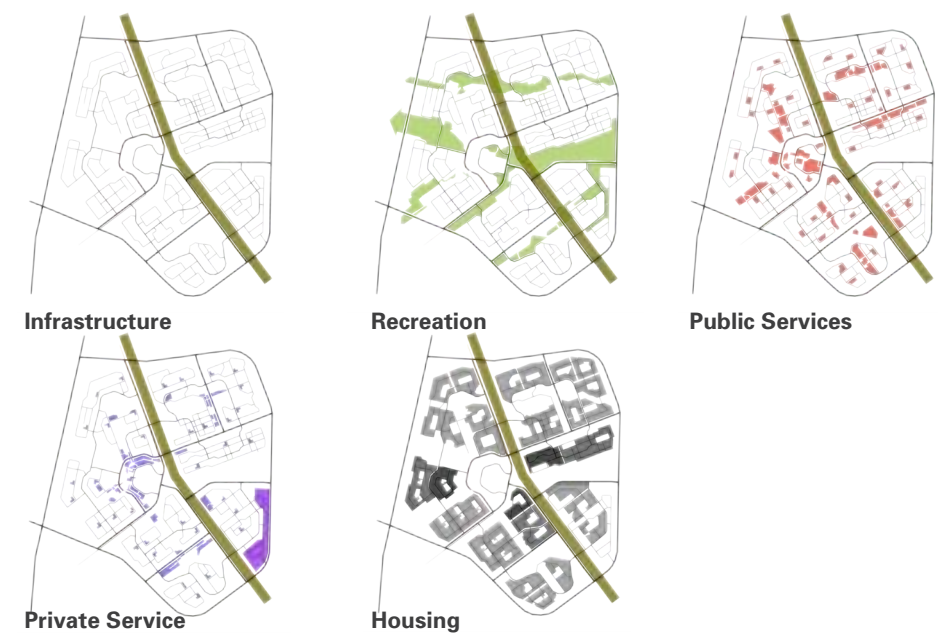 Infrastructure
Recreation
Public Services
Private Service
Housing